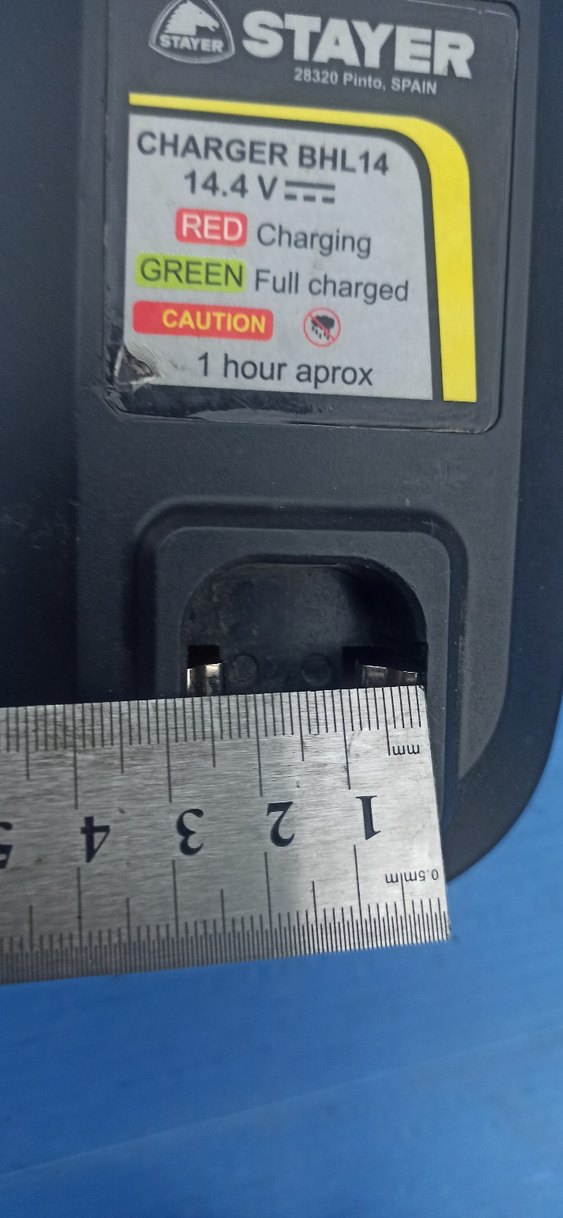 STAYER
STAYER
28320 Pinto, SPAIN
CHARGER BHL14
14.4 V
RED Charging
GREEN Full charged
CAUTION
1 hour aprox
mm
1
2
3
4
5
0.5mm